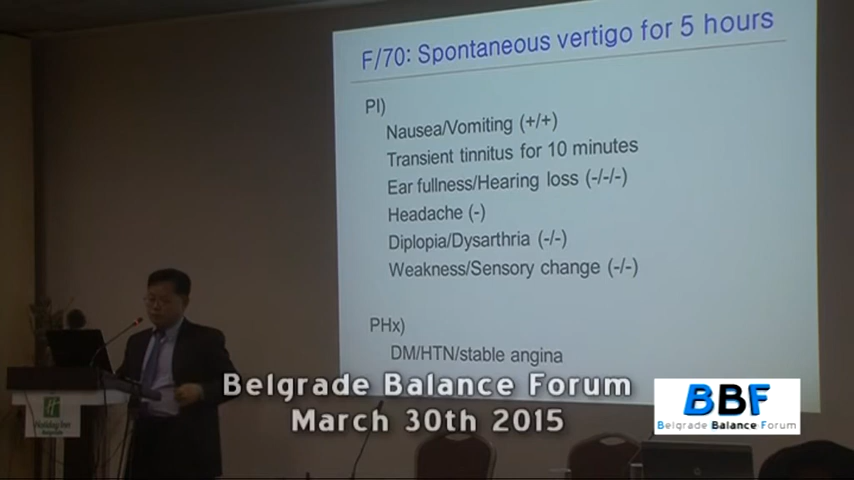 F/70: Spontaneous vertigo for 5 hours
PI)
Nausea/Vomiting (+/+)
Transient tinnitus for 10 minutes
Ear fullness/Hearing loss (-/-/-)
Headache (-)
Diplopia/Dysarthria (-/-)
Weakness/Sensory change (-/-)
PHx)
DM/HTN/stable angina
Belgrade Balance Forum
March 30th 2015
BBF
Belgrade Balance Forum
Holiday Inn